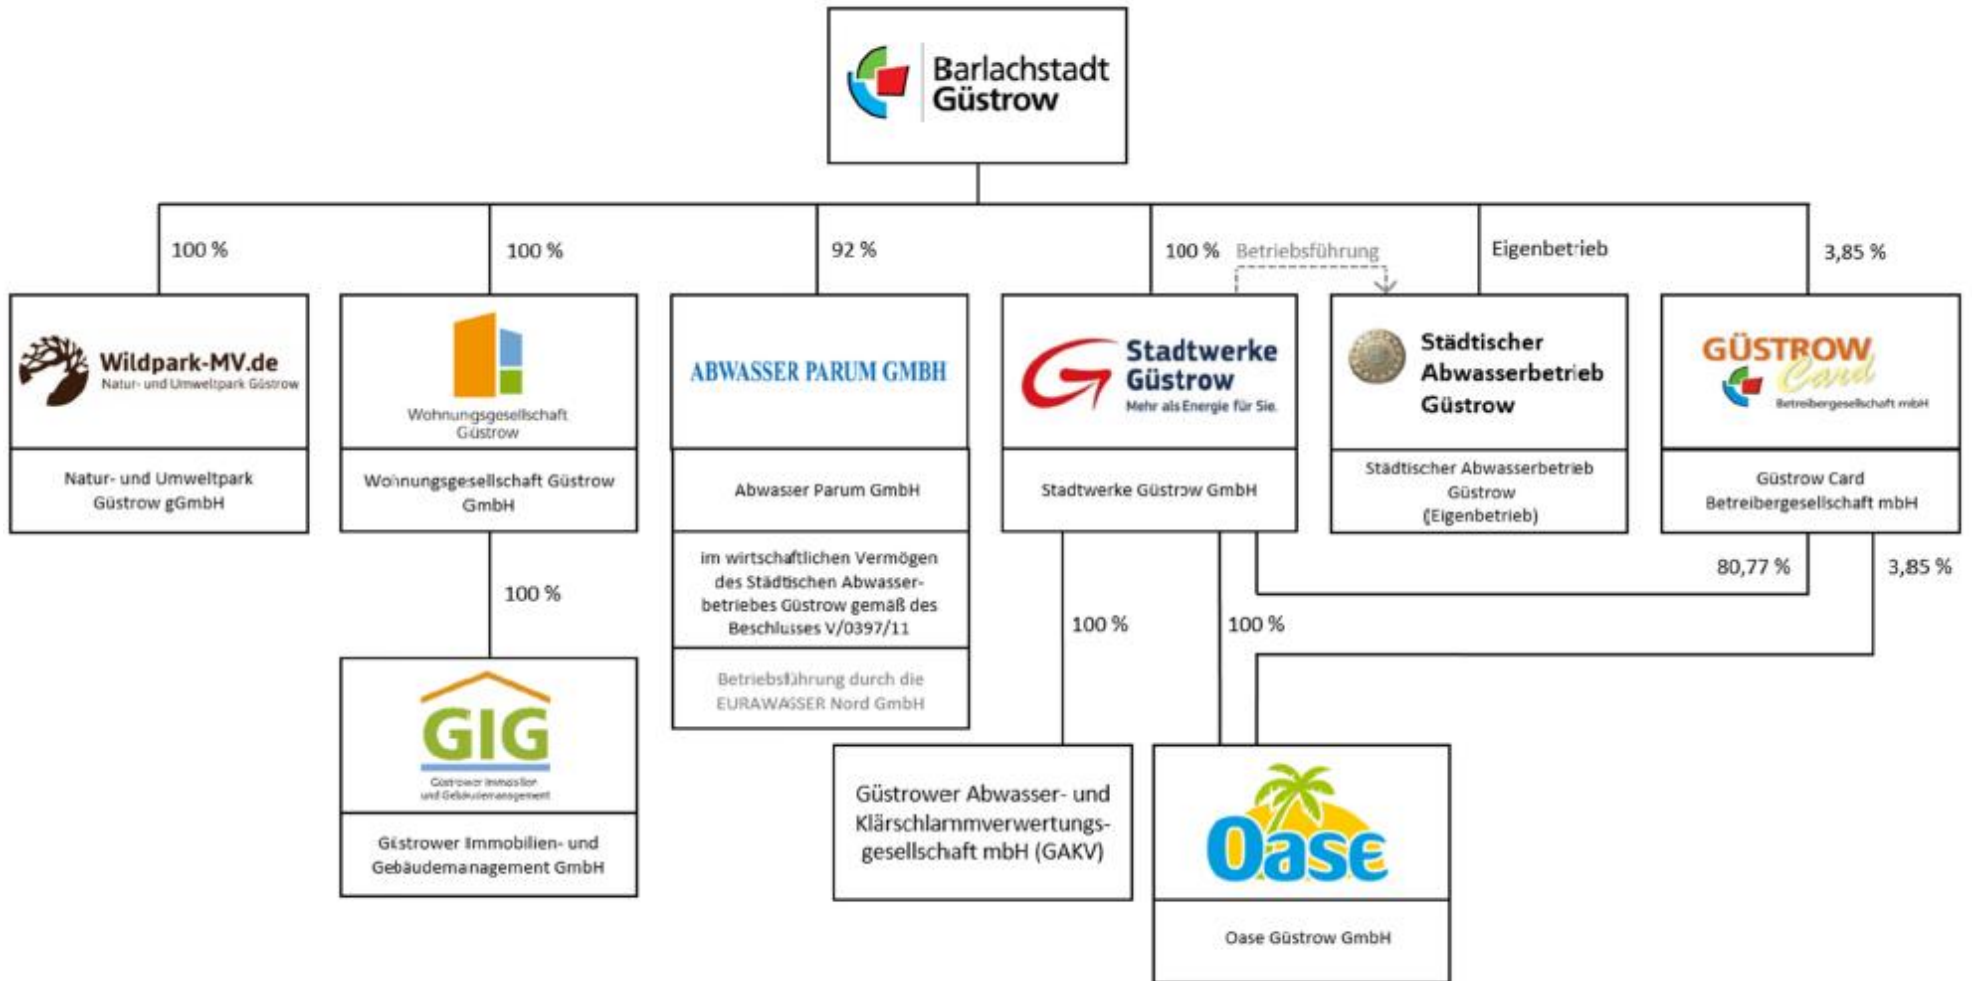 Barlachstadt
Güstrow
100 %
100 %
92 %
100 %
Betriebsführung
Eigenbetrieb
3,85 %
Wildpark-MV.de
Natur- und Umweltpark Güstrow
Natur- und Umweltpark
Güstrow gGmbH
Wohnungsgesellschaft
Güstrow
Wohnungsgesellschaft Güstrow
GmbH
ABWASSER PARUM GMBH
Abwasser Parum GmbH
im wirtschaftlichen Vermögen
des Städtischen Abwasser-
betriebes Güstrow gemäß des
Beschlusses V/0397/11
Betriebsführung durch die
EURAWASSER Nord GmbH
Stadtwerke
Güstrow
Mehr als Energie für Sie.
Stadtwerke Güstrow GmbH
Städtischer
Abwasserbetrieb
Güstrow
Städtischer Abwasserbetrieb
Güstrow
(Eigenbetrieb)
GÜSTROW
Card
Betreibergesellschaft mbH
Güstrow Card
Betreibergesellschaft mbH
100 %
100 %
100 %
80,77 %
3,85 %
GIG
Güstrower Immobilien
und Gebäudemanagement
Güstrower Immobilien- und
Gebäudemanagement GmbH
Güstrower Abwasser- und
Klärschlammverwertungs-
gesellschaft mbH (GAKV)
Oase
Oase Güstrow GmbH